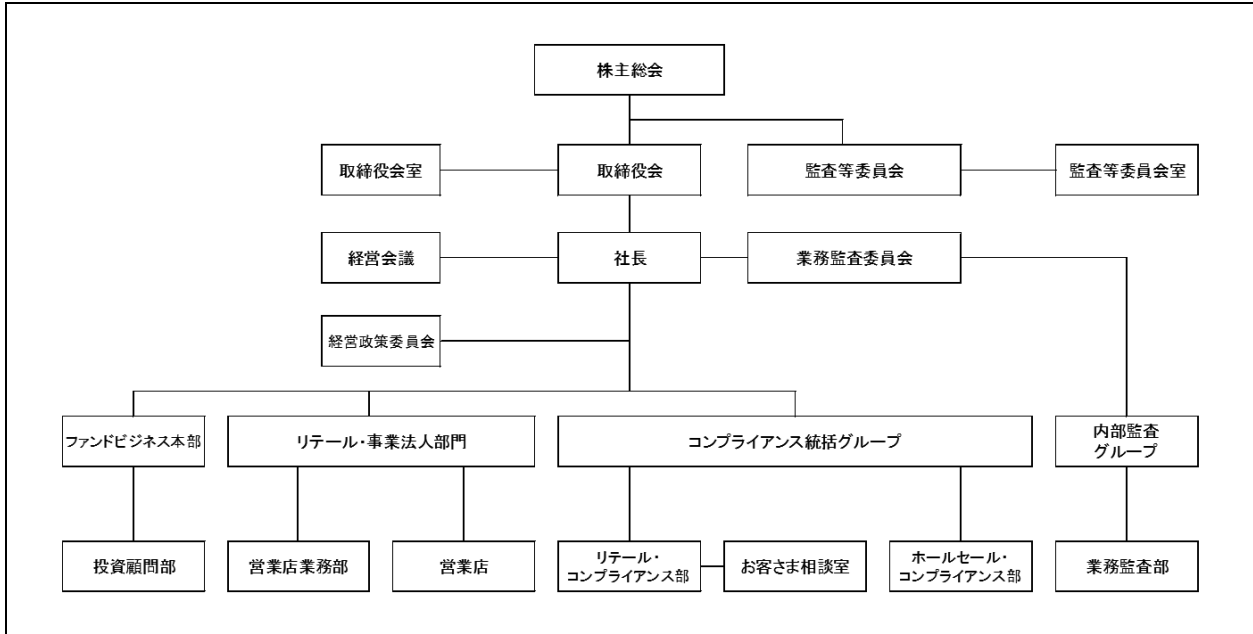 株主総会
取締役会室
取締役会
監査等委員会
監査等委員会室
経営会議
社長
業務監査委員会
経営政策委員会
ファンドビジネス本部
リテール・事業法人部門
コンプライアンス統括グループ
内部監査
グループ
投資顧問部
営業店業務部
営業店
リテール・
コンプライアンス部
お客さま相談室
ホールセール・
コンプライアンス部
業務監査部